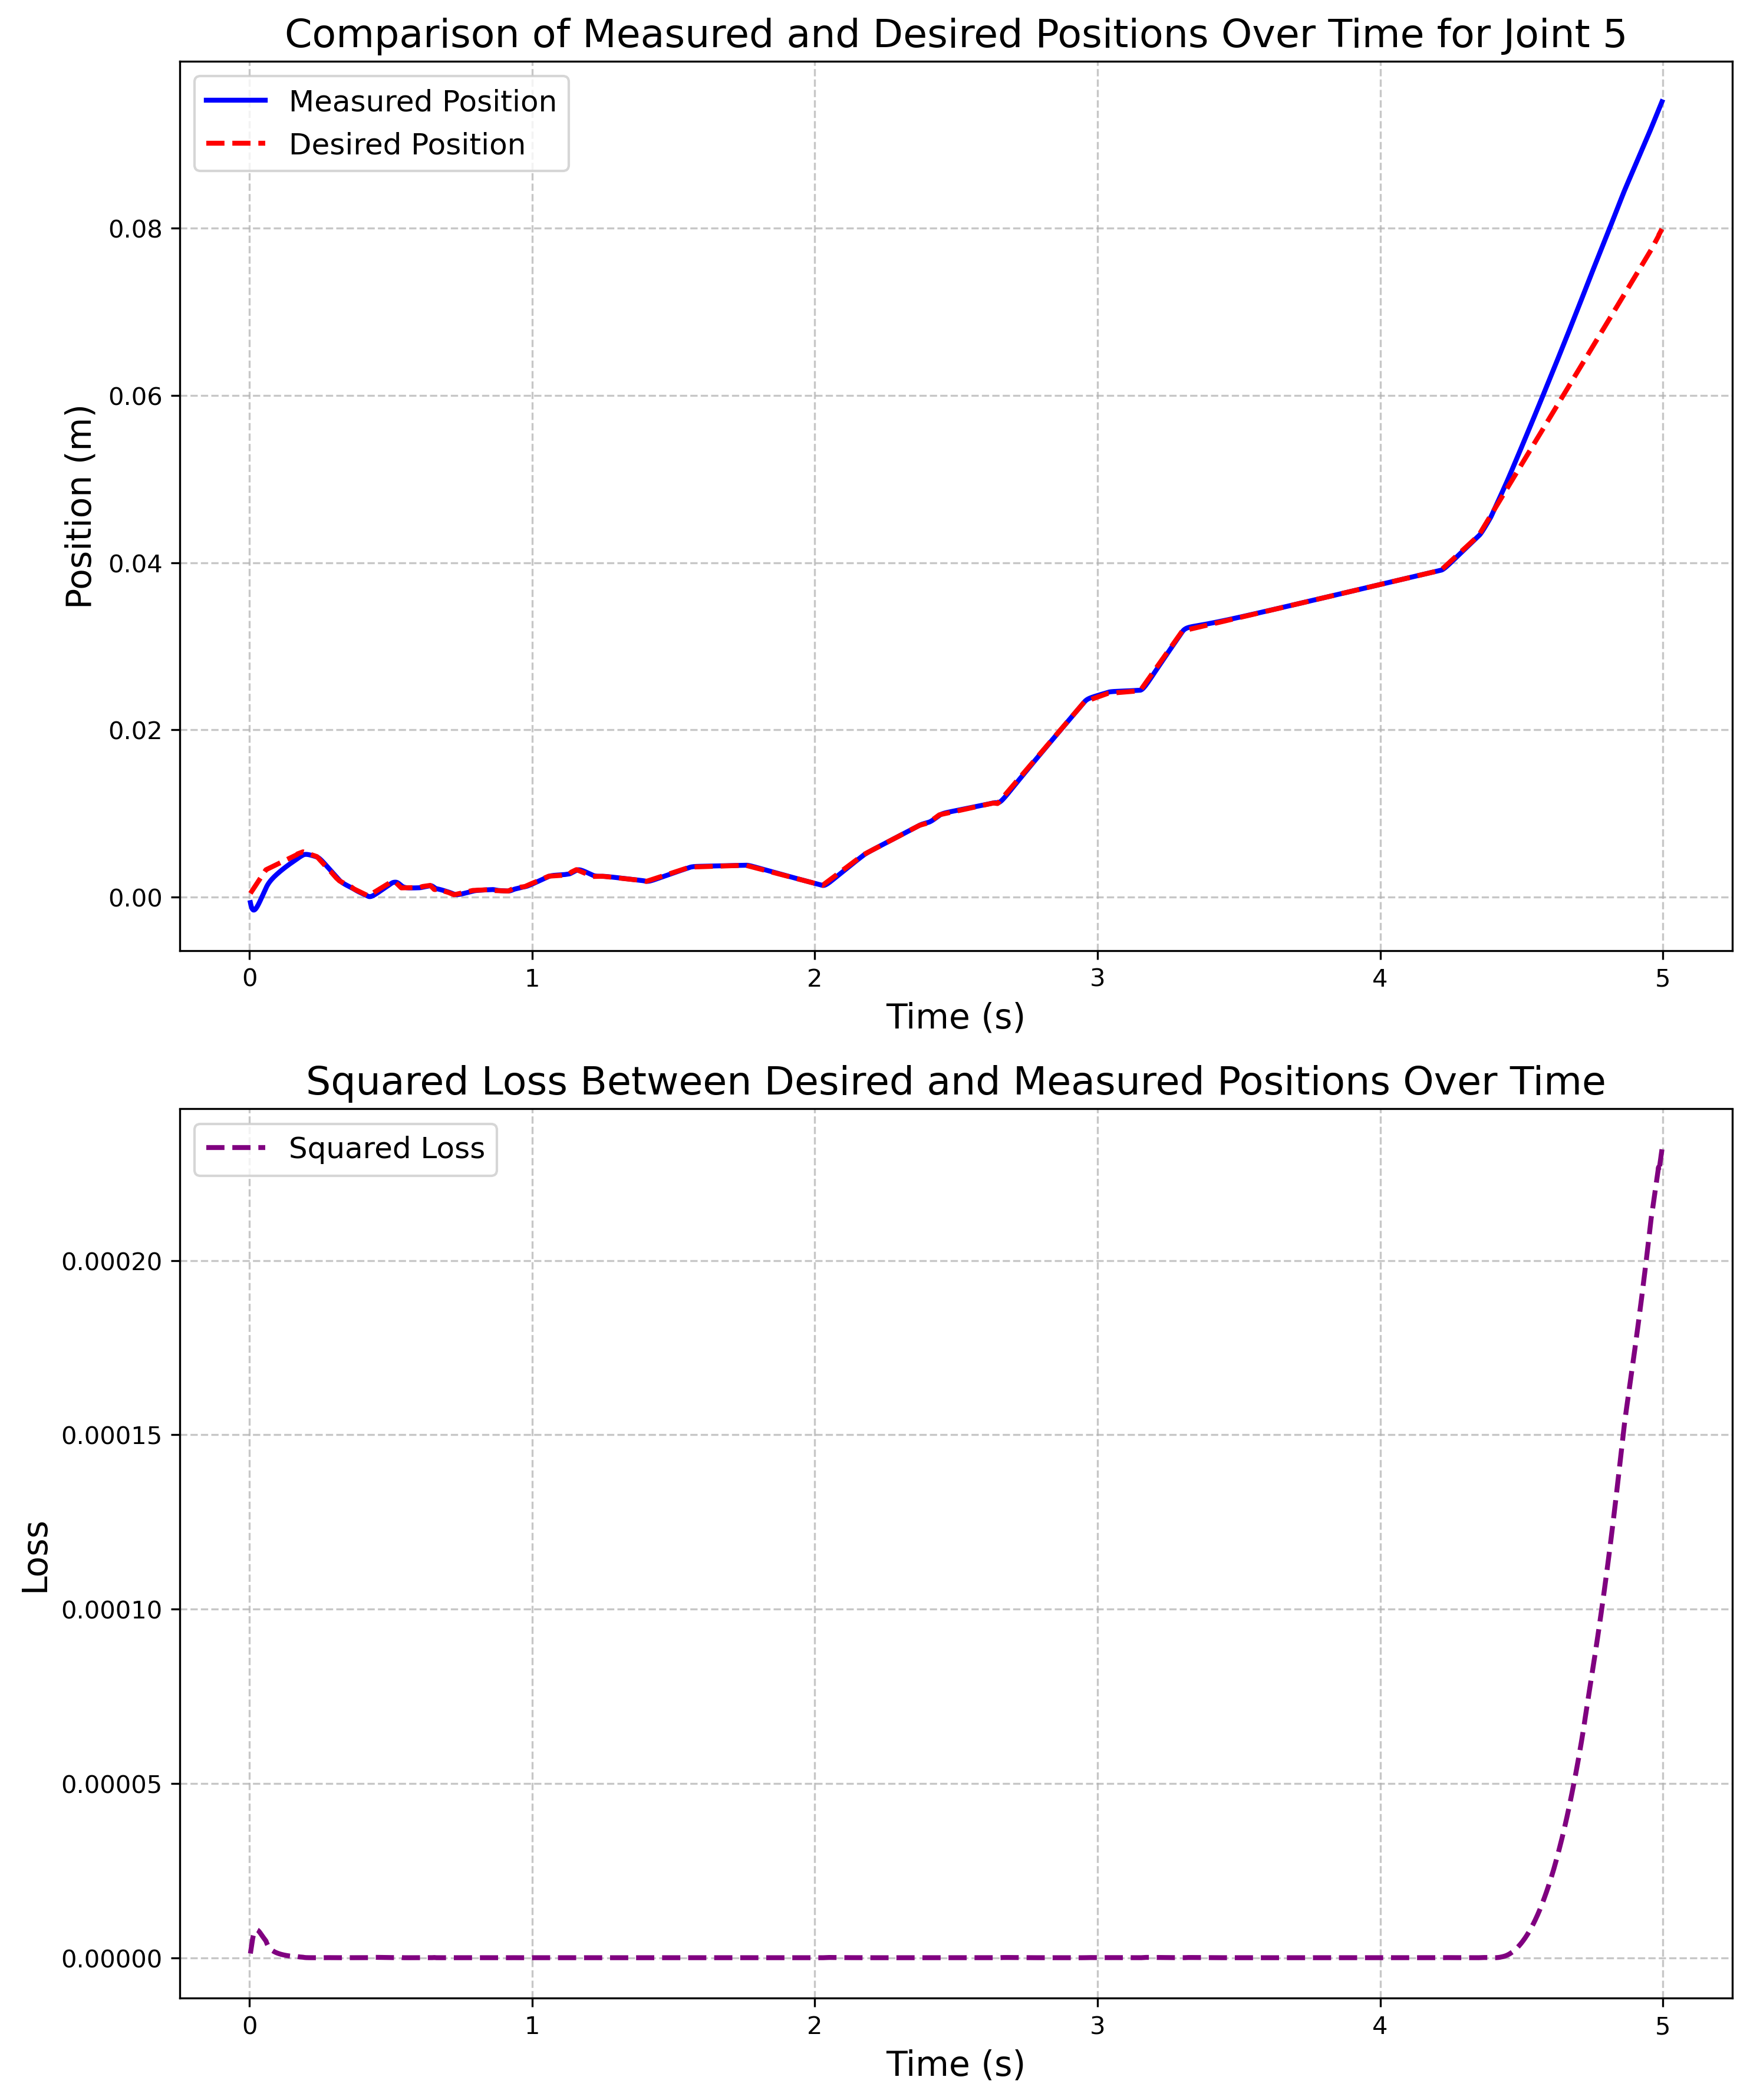 Comparison of Measured and Desired Positions Over Time for Joint 5
Measured Position
Desired Position
Position (m)
0.08
0.06
0.04
0.02
0.00
0 1 2 3 4 5
Time (s)
Squared Loss Between Desired and Measured Positions Over Time
Squared Loss
Loss
0.00020
0.00015
0.00010
0.00005
0.00000
0 1 2 3 4 5
Time (s)